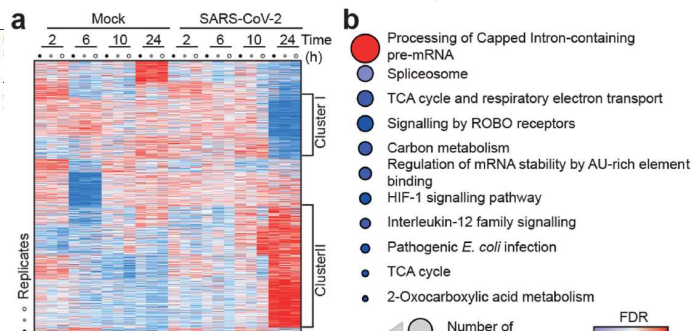 a
Mock SARS-CoV-2
2 6 10 24 2 6 10 24 Time
(h)
Cluster I
ClusterII
Replicates
b
Processing of Capped Intron-containing
pre-mRNA
Spliceosome
TCA cycle and respiratory electron transport
Signalling by ROBO receptors
Carbon metabolism
Regulation of mRNA stability by AU-rich element
binding
HIF-1 signalling pathway
Interleukin-12 family signalling
Pathogenic E. coli infection
TCA cycle
2-Oxocarboxylic acid metabolism
Number of
FDR